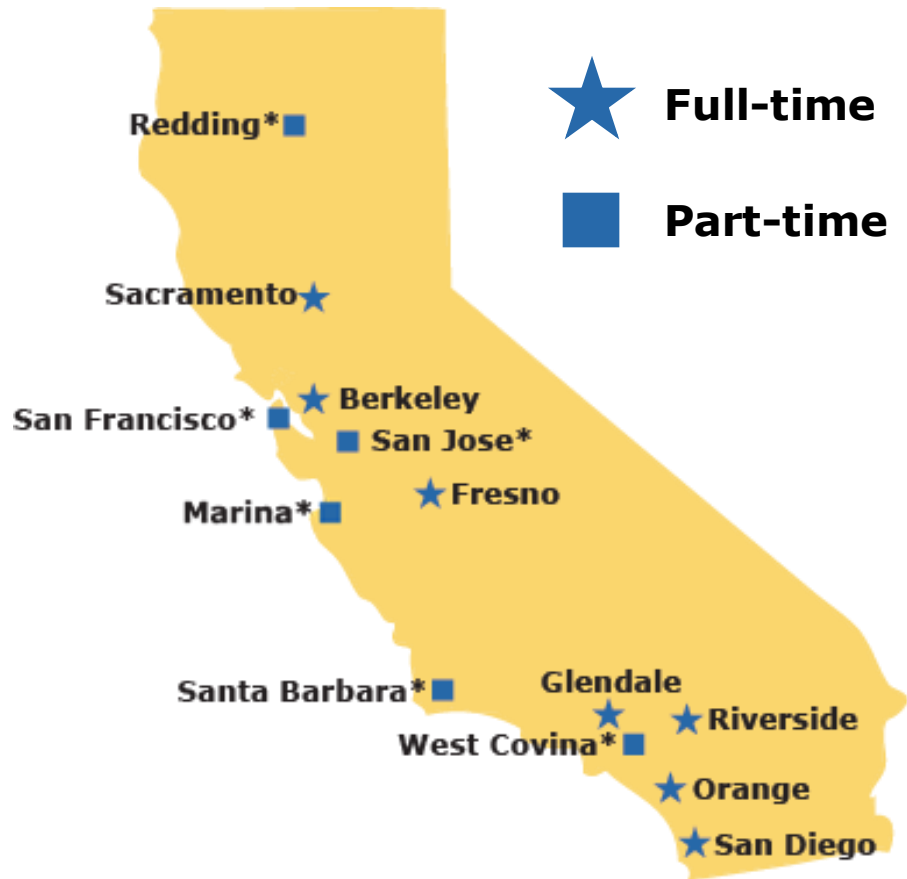 Full-time
Part-time
Redding*
Sacramento
Berkeley
San Francisco*
San Jose*
Fresno
Marina*
Glendale
Santa Barbara*
Riverside
West Covina*
Orange
San Diego